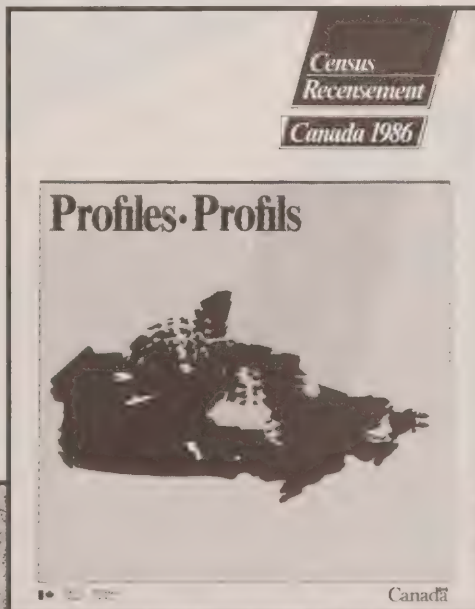 Census
Recensement
Canada 1986
Profiles • Profils
Canada